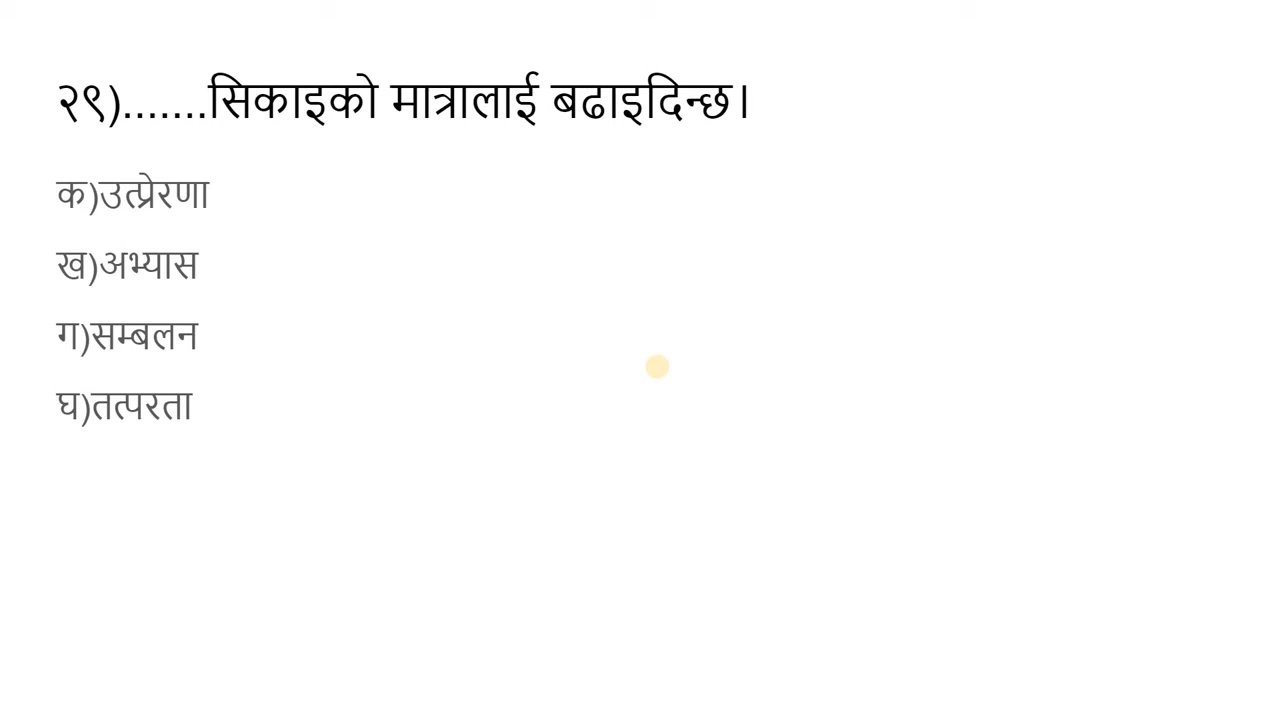 २९).......सिकाइको मात्रालाई बढाइदिन्छ।
क)उत्प्रेरणा
ख)अभ्यास
ग)सम्बलन
घ)तत्परता